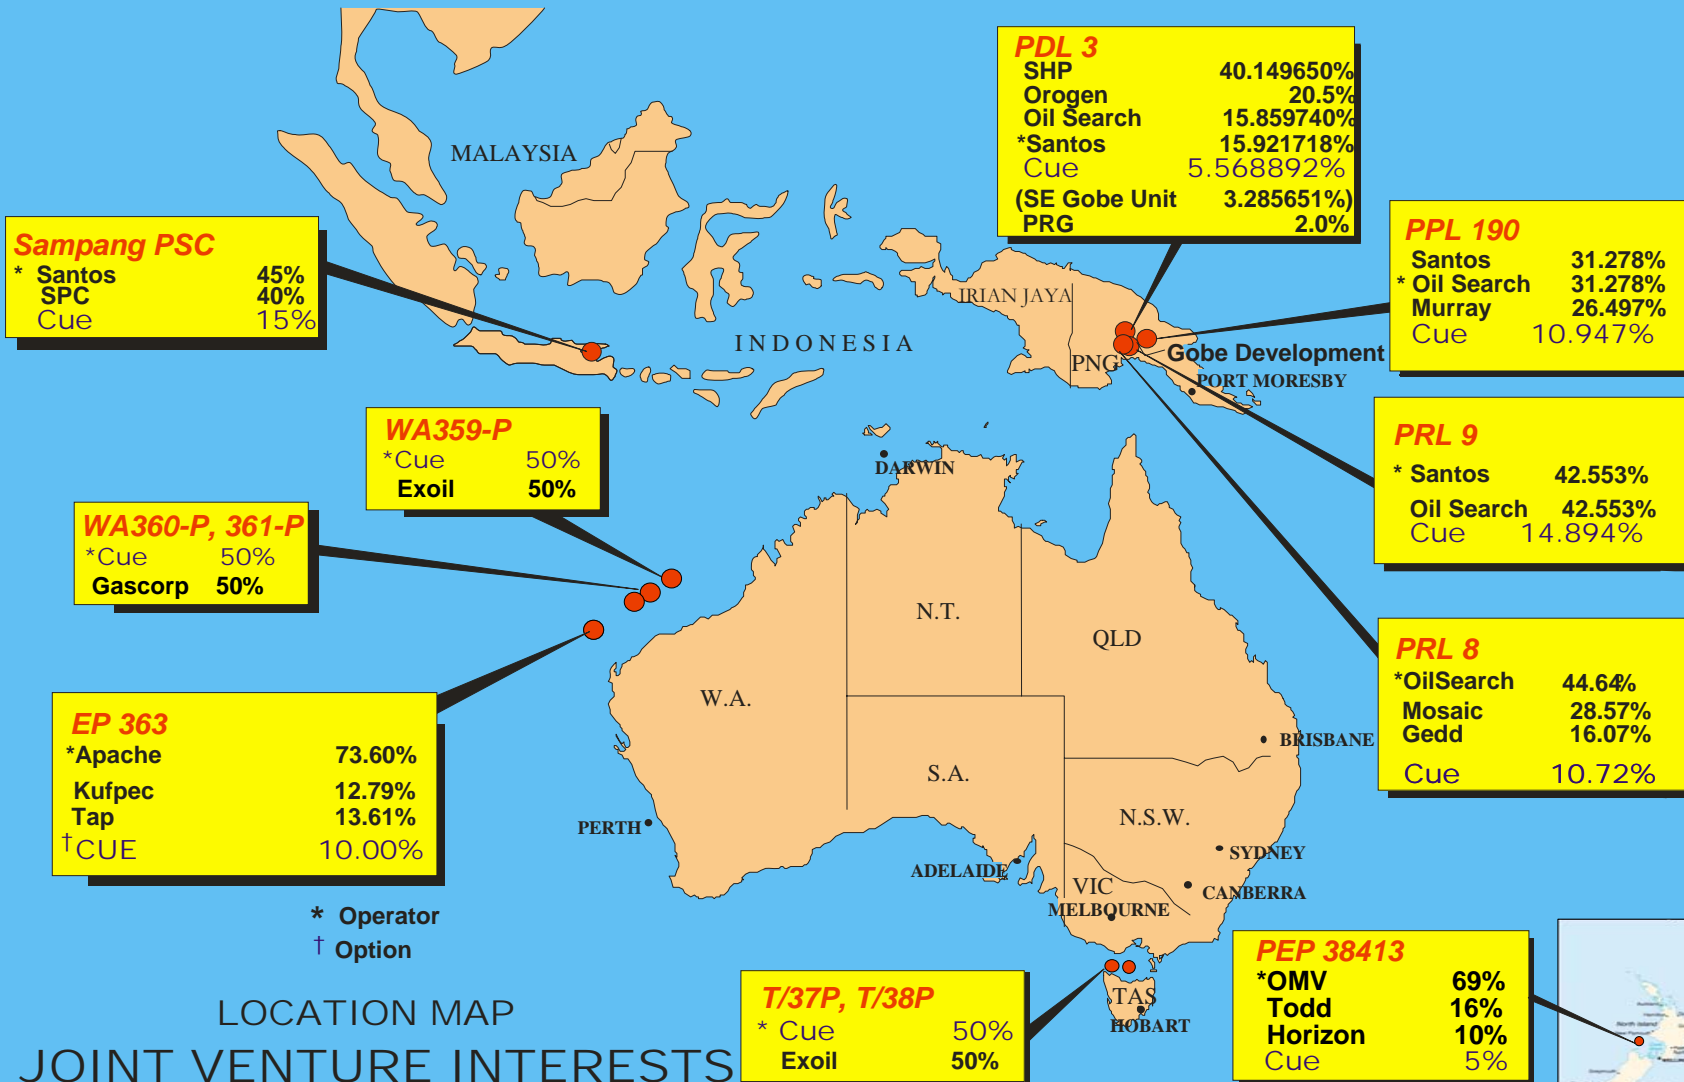 PDL 3
SHP 40.149650%
Orogen 20.5%
Oil Search 15.859740%
*Santos 15.921718%
Cue 5.568892%
(SE Gobe Unit 3.285651%)
PRG 2.0%
MALAYSIA
Sampang PSC
* Santos 45%
SPC 40%
Cue 15%
PPL 190
Santos 31.278%
* Oil Search 31.278%
Murray 26.497%
Cue 10.947%
IRIAN JAYA
INDONESIA
PNG
Gobe Development
PORT MORESBY
WA359-P
*Cue 50%
Exoil 50%
PRL 9
* Santos 42.553%
Oil Search 42.553%
Cue 14.894%
DARWIN
WA360-P, 361-P
*Cue 50%
Gascorp 50%
N.T.
QLD
W.A.
PRL 8
*OilSearch 44.64%
Mosaic 28.57%
Gedd 16.07%
Cue 10.72%
EP 363
*Apache 73.60%
Kufpec 12.79%
Tap 13.61%
†CUE 10.00%
BRISBANE
S.A.
N.S.W.
PERTH
SYDNEY
ADELAIDE
VIC
CANBERRA
MELBOURNE
* Operator
† Option
PEP 38413
*OMV 69%
Todd 16%
Horizon 10%
Cue 5%
T/37P, T/38P
* Cue 50%
Exoil 50%
TAS
HOBART
North Island
LOCATION MAP
JOINT VENTURE INTERESTS